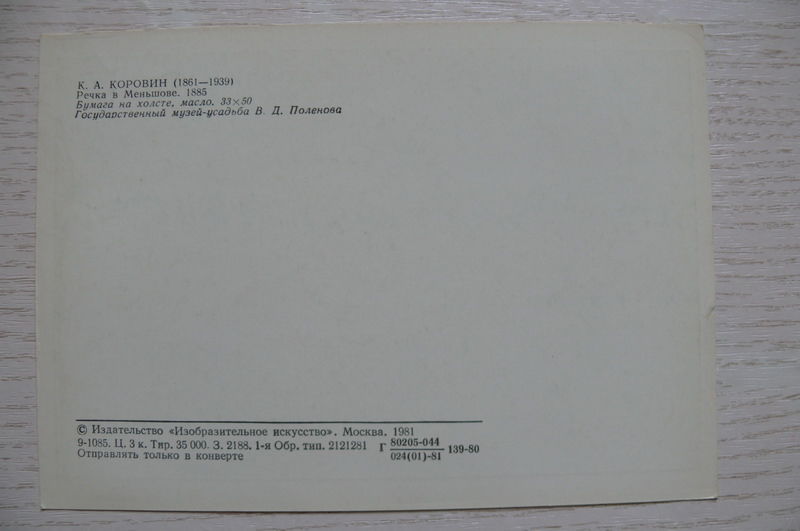 К. А. КОРОВИН (1861—1939)
Речка в Меньшове. 1885
Бумага на холсте, масло. 33×50
Государственный музей-усадьба В. Д. Поленова
© Издательство «Изобразительное искусство». Москва. 1981
9-1085. Ц. 3 к. Тир. 35 000. З. 2188. 1-я Обр. тип. 2121281 Г 80205-044 139-80
024(01)-81
Отправлять только в конверте